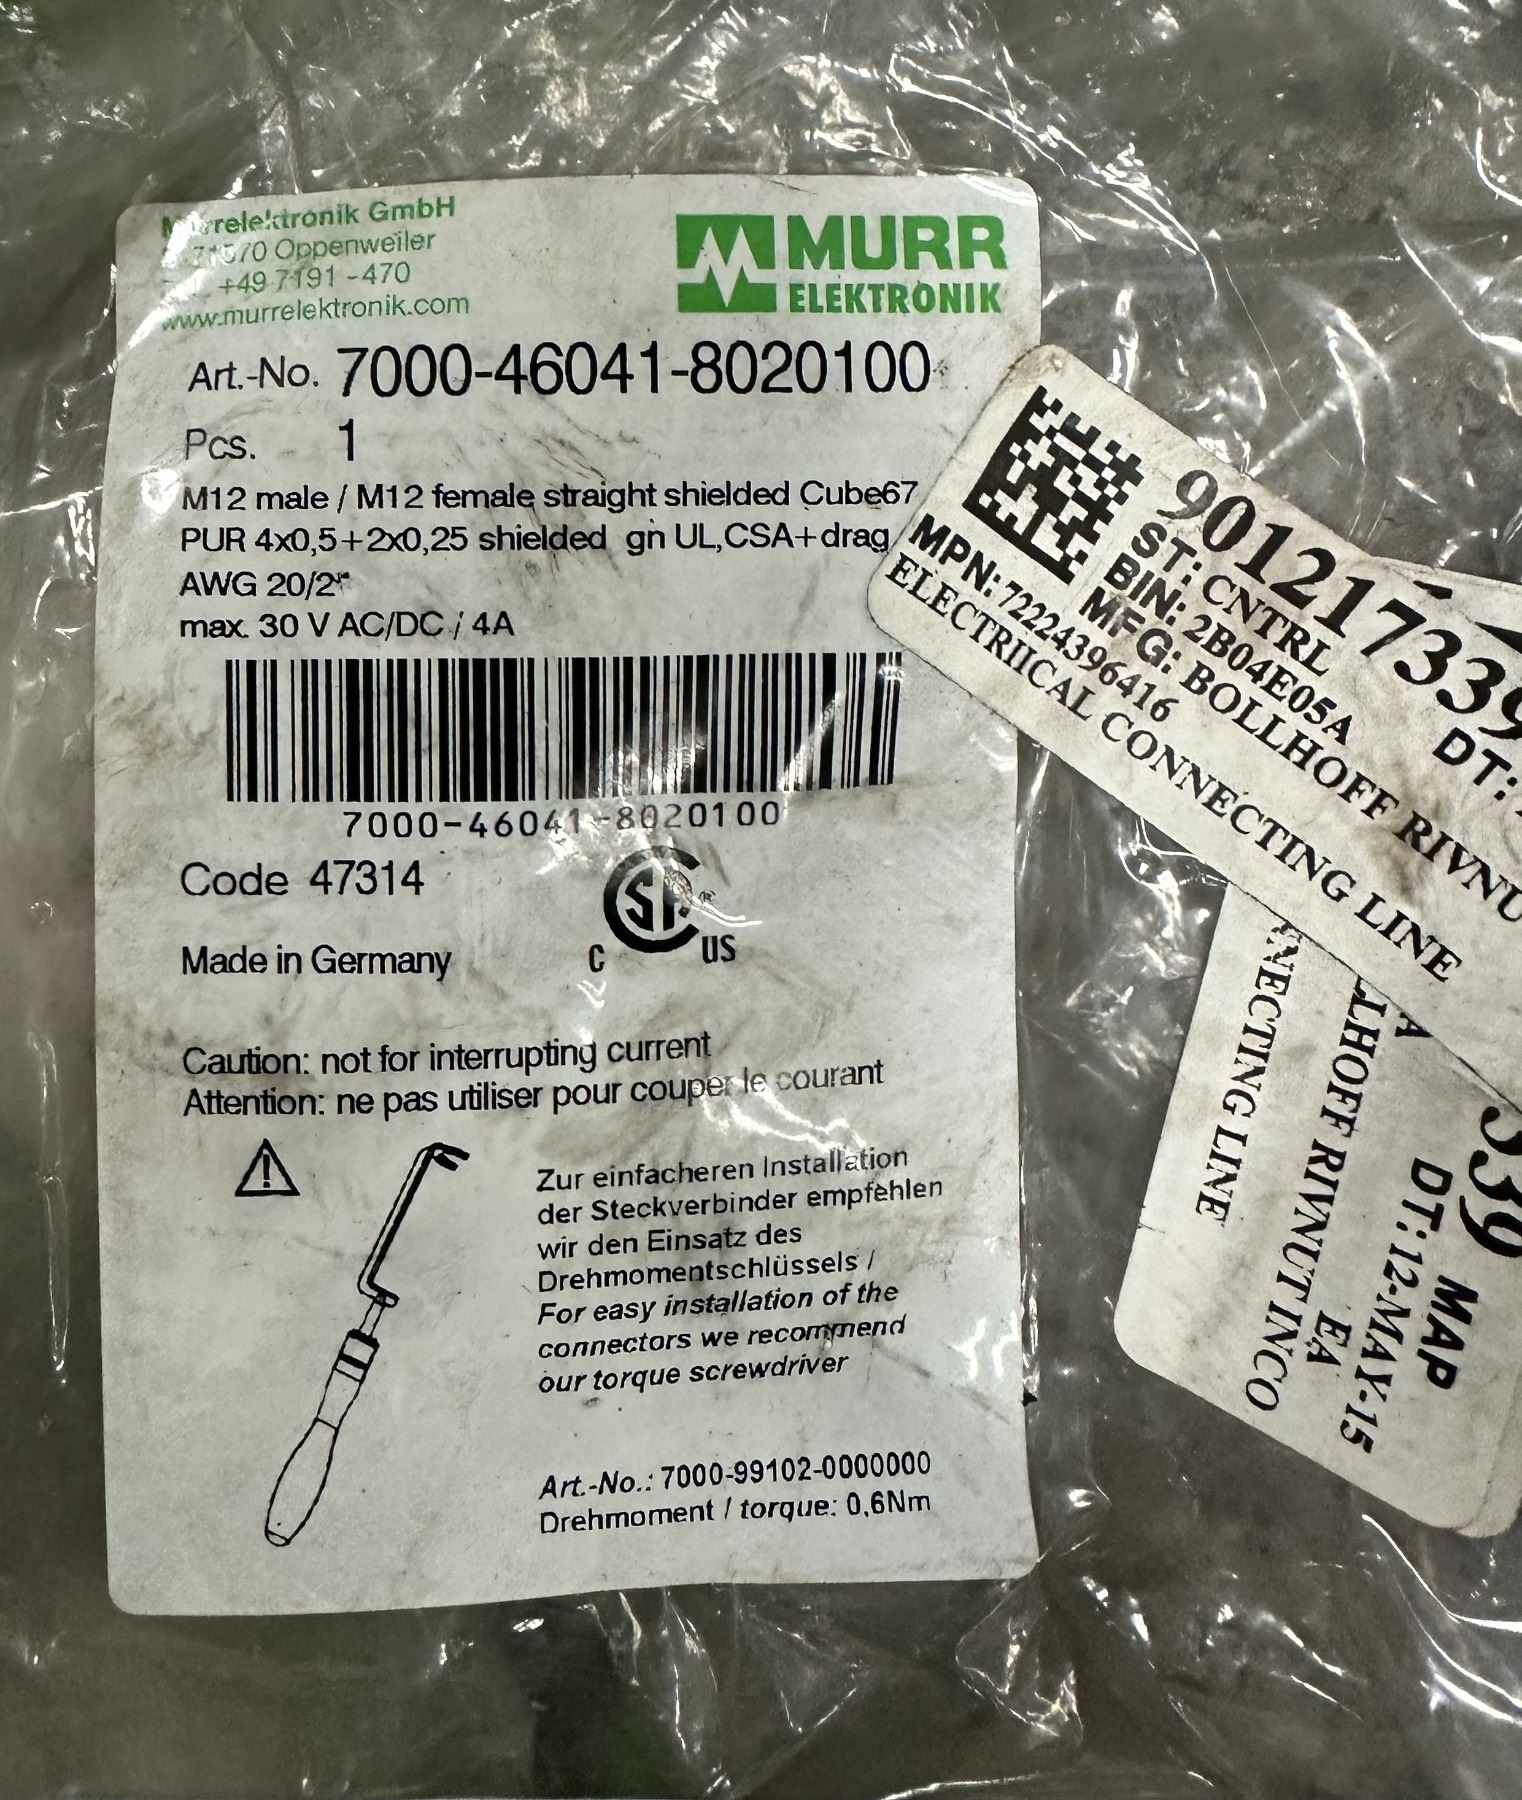 Murrelektronik GmbH
71570 Oppenweiler
+49 7191-470
www.murrelektronik.com
MURR
ELEKTRONIK
Art.-No. 7000-46041-8020100
Pcs. 1
M12 male / M12 female straight shielded Cube67
PUR 4x0,5+2x0,25 shielded gn UL,CSA+drag
AWG 20/2
max. 30 V AC/DC / 4A
7000-46041-8020100
Code 47314
C US
Made in Germany
Caution: not for interrupting current
Attention: ne pas utiliser pour couper le courant
Zur einfacheren Installation
der Steckverbinder empfehlen
wir den Einsatz des
Drehmomentschlüssels /
For easy installation of the
connectors we recommend
our torque screwdriver
Art.-No.: 7000-99102-0000000
Drehmoment / torque: 0,6Nm
901217339
ST: CNTRL
BIN: 2B04E05A
DT:
MFG: BOLLHOFF RIVNU
MPN: 72224396416
ELECTRIICAL CONNECTING LINE
339
MAP
DT: 12-MAY-15
A EA
LLHOFF RIVNUT INCO
NNECTING LINE